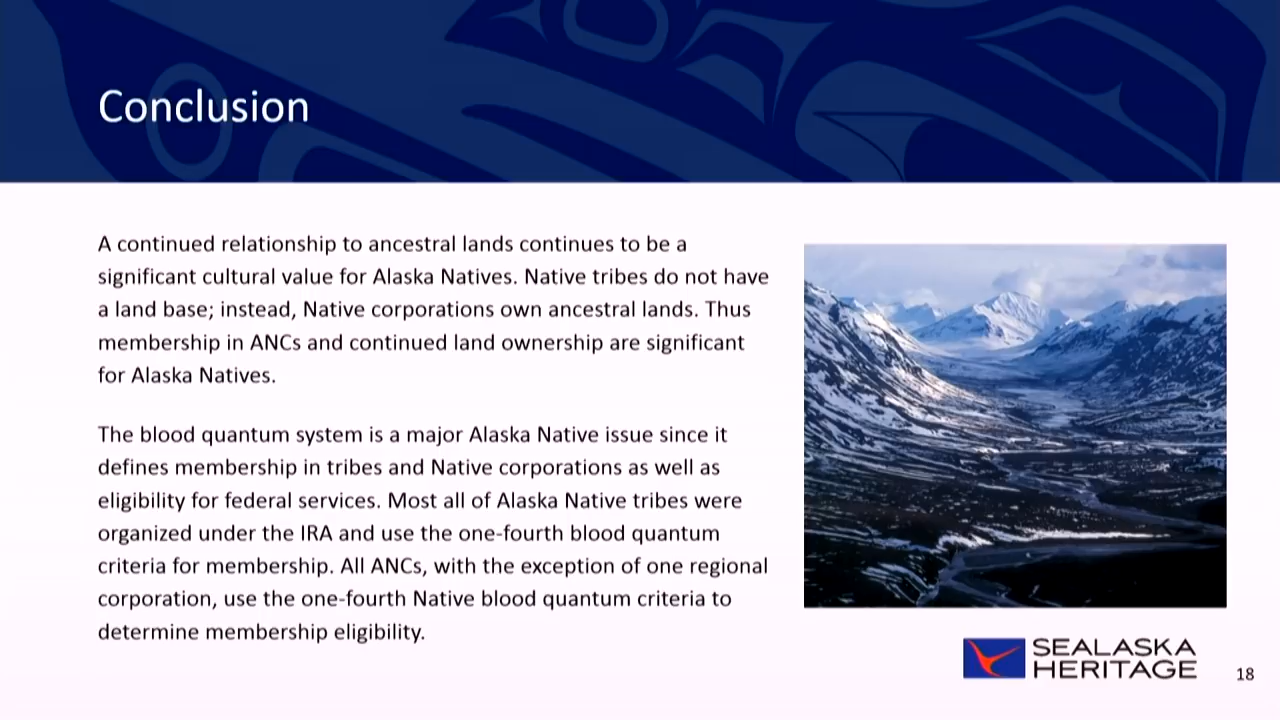 Conclusion
A continued relationship to ancestral lands continues to be a
significant cultural value for Alaska Natives. Native tribes do not have
a land base; instead, Native corporations own ancestral lands. Thus
membership in ANCs and continued land ownership are significant
for Alaska Natives.
The blood quantum system is a major Alaska Native issue since it
defines membership in tribes and Native corporations as well as
eligibility for federal services. Most all of Alaska Native tribes were
organized under the IRA and use the one-fourth blood quantum
criteria for membership. All ANCs, with the exception of one regional
corporation, use the one-fourth Native blood quantum criteria to
determine membership eligibility.
SEALASKA
HERITAGE
18